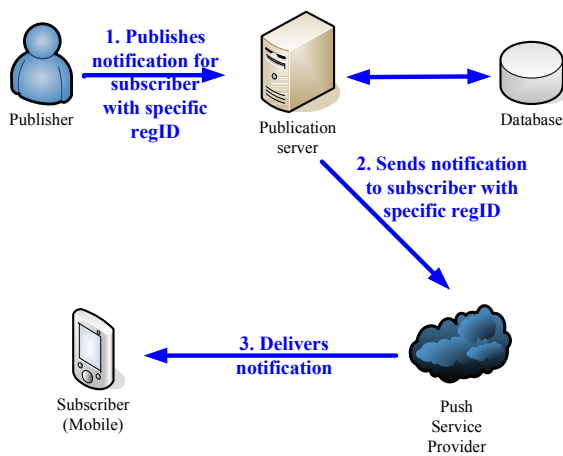 1. Publishes
notification for
subscriber
with specific
regID
Publisher
Publication
server
Database
2. Sends notification
to subscriber with
specific regID
3. Delivers
notification
Subscriber
(Mobile)
Push
Service
Provider